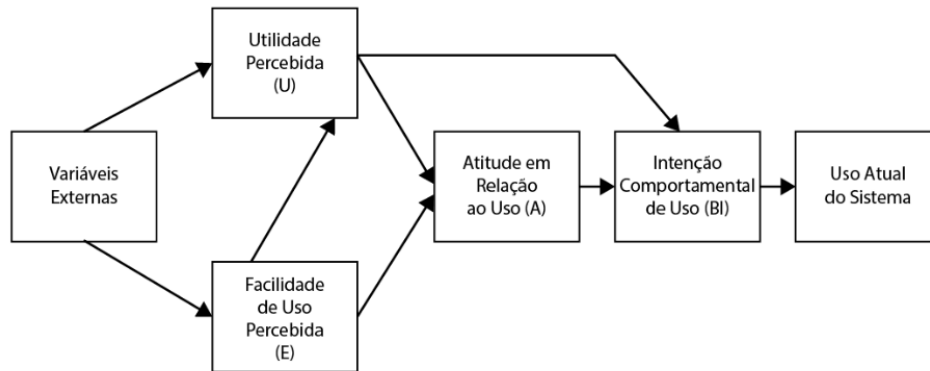 Utilidade
Percebida
(U)
Variáveis
Externas
Atitude em
Relação
ao Uso (A)
Intenção
Comportamental
de Uso (BI)
Uso Atual
do Sistema
Facilidade
de Uso
Percebida
(E)